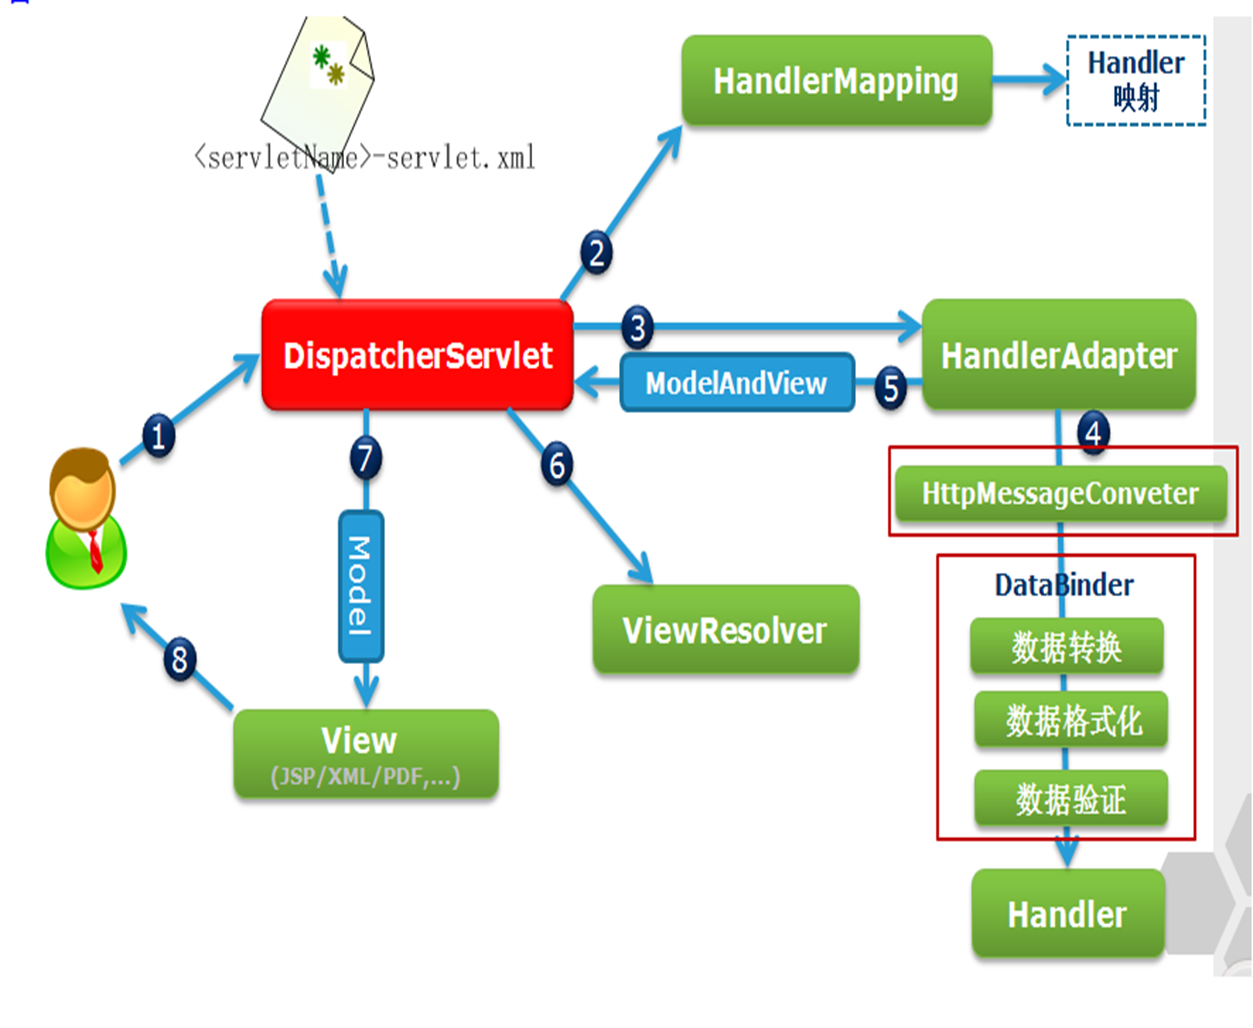 HandlerMapping
Handler
映射
<servletName>-servlet.xml
2
DispatcherServlet
3
HandlerAdapter
ModelAndView
5
1
7
6
4
HttpMessageConveter
Model
DataBinder
ViewResolver
数据转换
8
数据格式化
View
(JSP/XML/PDF,...)
数据验证
Handler